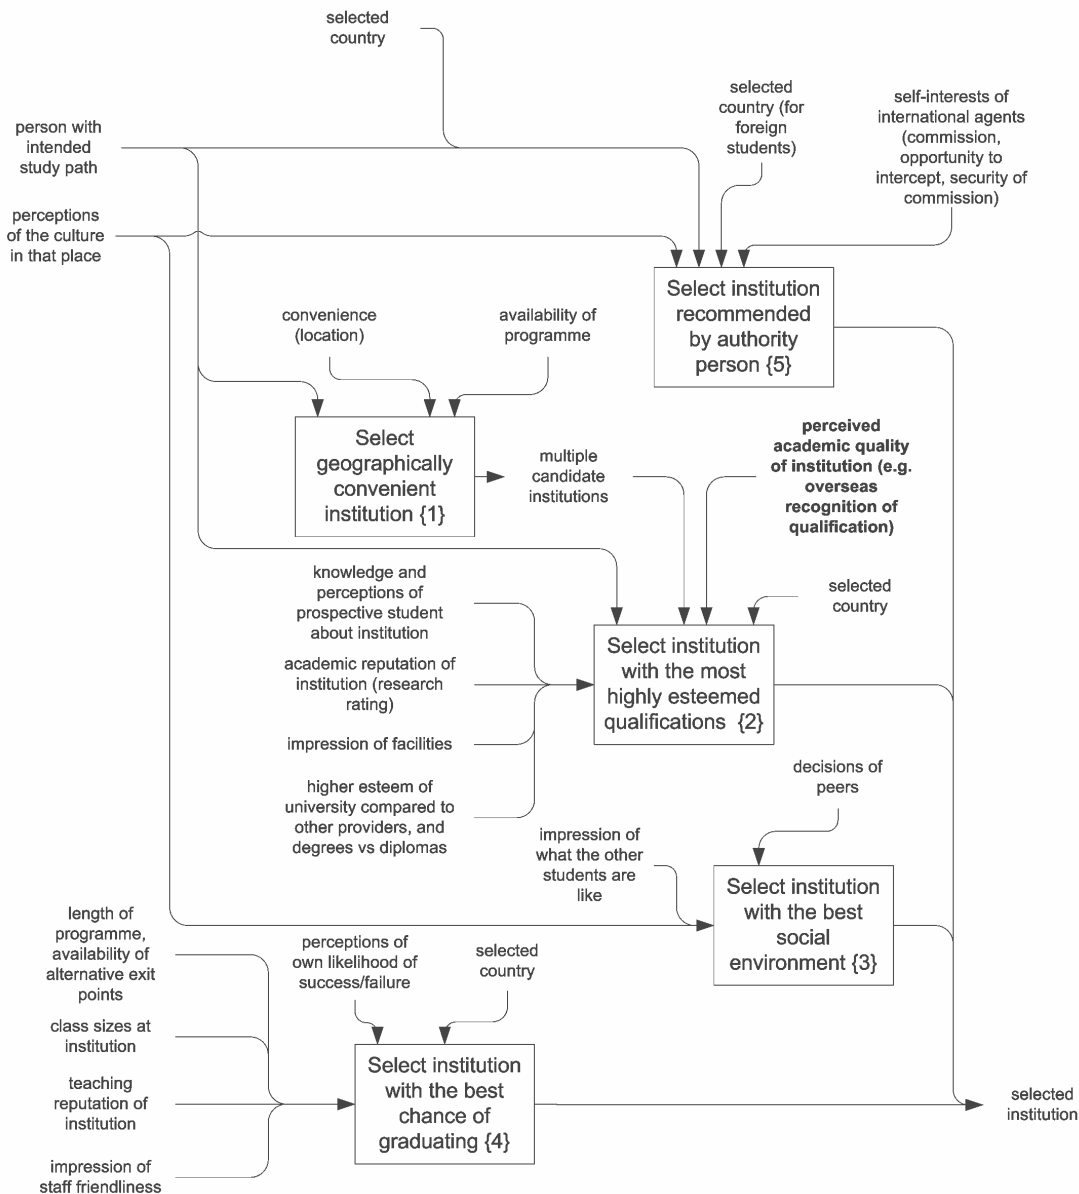 selected
country
person with
intended
study path
selected
country (for
foreign
students)
self-interests of
international agents
(commission,
opportunity to
intercept, security of
commission)
perceptions
of the culture
in that place
Select institution
recommended
by authority
person {5}
convenience
(location)
availability of
programme
Select
geographically
convenient
institution {1}
multiple
candidate
institutions
perceived
academic quality
of institution (e.g.
overseas
recognition of
qualification)
knowledge and
perceptions of
prospective student
about institution
selected
country
academic reputation of
institution (research
rating)
Select institution
with the most
highly esteemed
qualifications {2}
impression of facilities
higher esteem of
university compared to
other providers, and
degrees vs diplomas
decisions of
peers
impression of
what the other
students are
like
Select institution
with the best
social
environment {3}
length of
programme,
availability of
alternative exit
points
perceptions of
own likelihood of
success/failure
selected
country
class sizes at
institution
teaching
reputation of
institution
impression of
staff friendliness
Select institution
with the best
chance of
graduating {4}
selected
institution